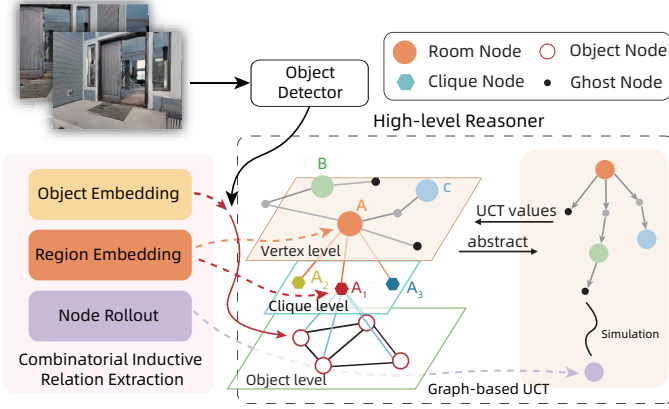 Object
Detector
Room Node
Object Node
Clique Node
Ghost Node
High-level Reasoner
Object Embedding
Region Embedding
Node Rollout
Combinatorial Inductive
Relation Extraction
B
C
A
Vertex level
A2
A1
A3
Clique level
Object level
UCT values
abstract
Simulation
Graph-based UCT